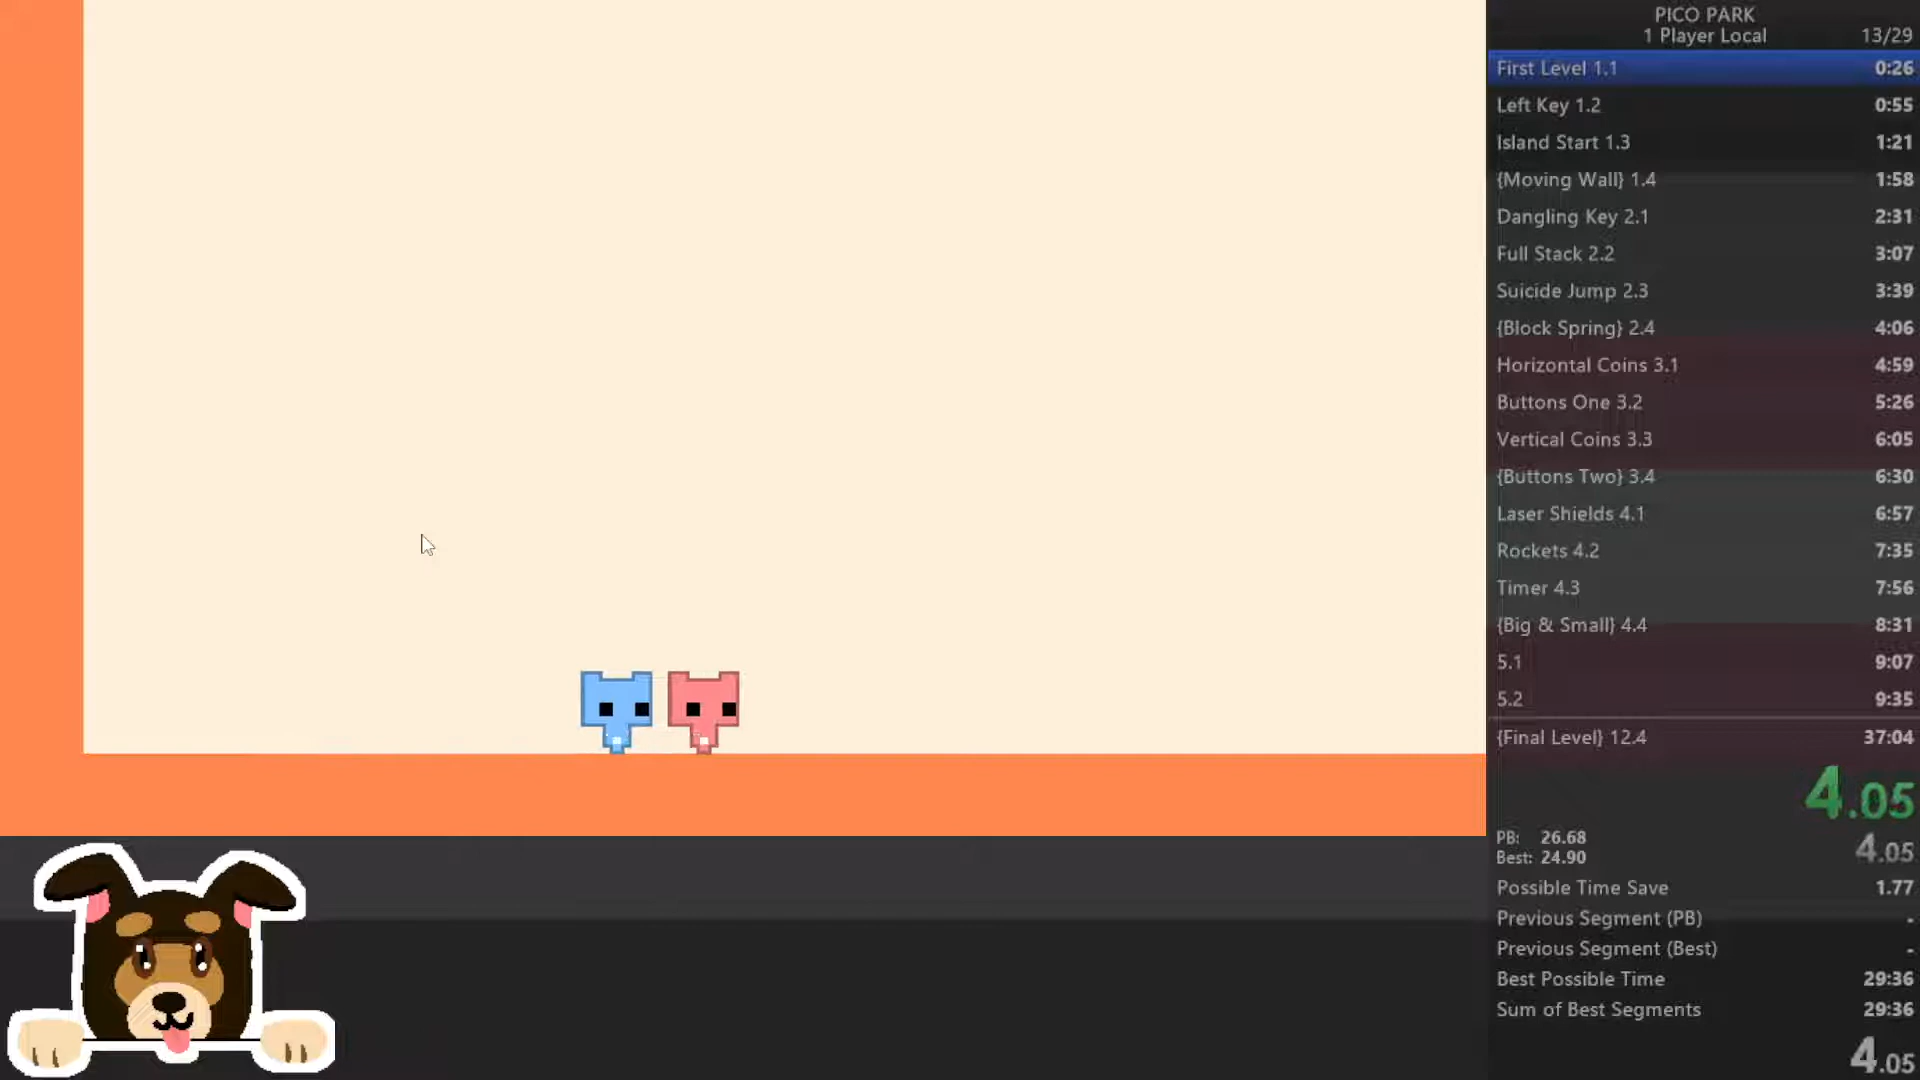 PICO PARK
1 Player Local 13/29
First Level 1.1 0:26
Left Key 1.2 0:55
Island Start 1.3 1:21
{Moving Wall} 1.4 1:58
Dangling Key 2.1 2:31
Full Stack 2.2 3:07
Suicide Jump 2.3 3:39
{Block Spring} 2.4 4:06
Horizontal Coins 3.1 4:59
Buttons One 3.2 5:26
Vertical Coins 3.3 6:05
{Buttons Two} 3.4 6:30
Laser Shields 4.1 6:57
Rockets 4.2 7:35
Timer 4.3 7:56
{Big & Small} 4.4 8:31
5.1 9:07
5.2 9:35
{Final Level} 12.4 37:04
4.05
PB: 26.68
Best: 24.90
4.05
Possible Time Save 1.77
Previous Segment (PB) -
Previous Segment (Best) -
Best Possible Time 29:36
Sum of Best Segments 29:36
4.05